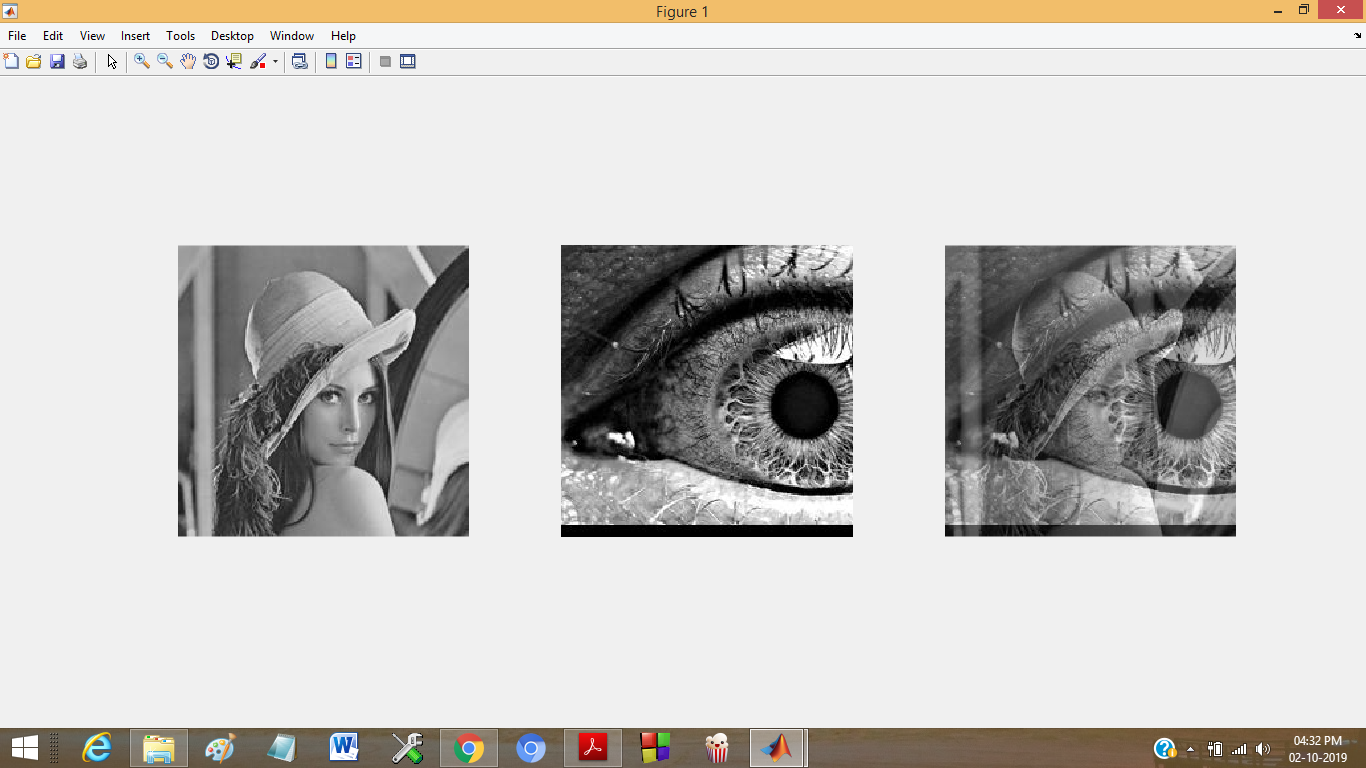 Figure 1
File Edit View Insert Tools Desktop Window Help
04:32 PM
02-10-2019